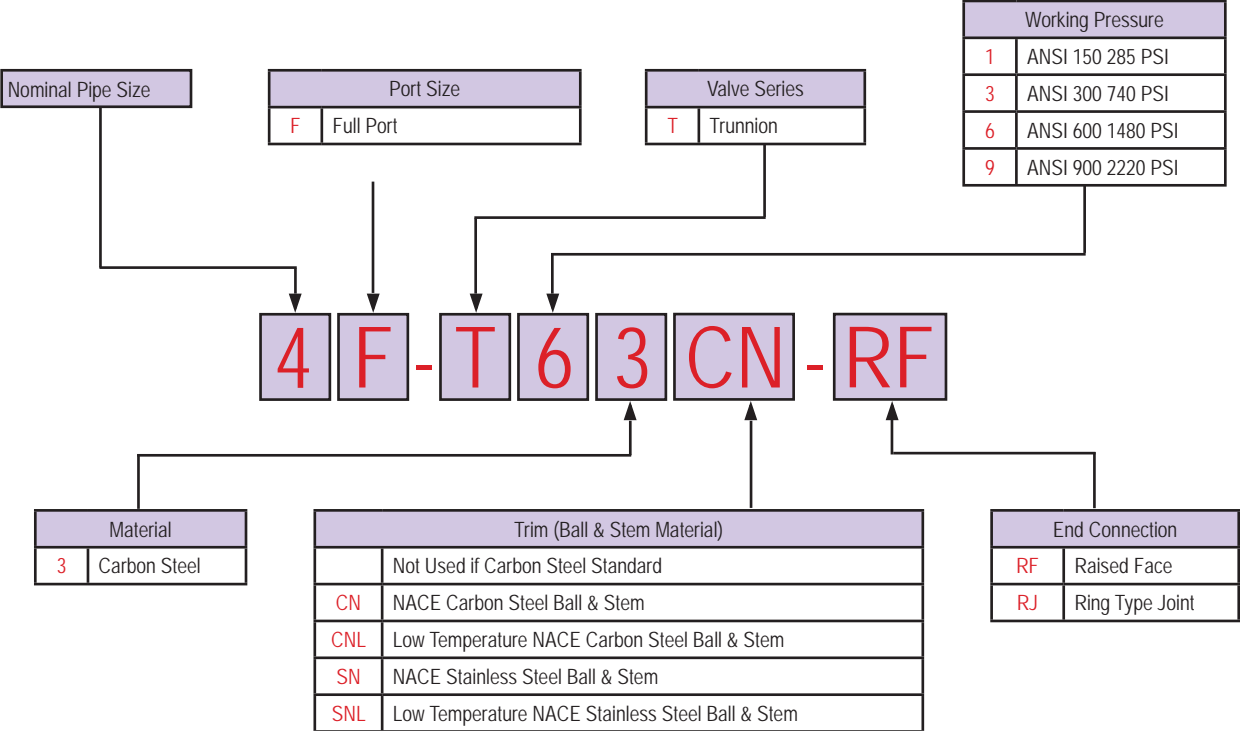 Working Pressure
1 ANSI 150 285 PSI
3 ANSI 300 740 PSI
6 ANSI 600 1480 PSI
9 ANSI 900 2220 PSI
Nominal Pipe Size
Port Size
F Full Port
Valve Series
T Trunnion
4F-T63CN-RF
Material
3 Carbon Steel
Trim (Ball & Stem Material)
Not Used if Carbon Steel Standard
CN NACE Carbon Steel Ball & Stem
CNL Low Temperature NACE Carbon Steel Ball & Stem
SN NACE Stainless Steel Ball & Stem
SNL Low Temperature NACE Stainless Steel Ball & Stem
End Connection
RF Raised Face
RJ Ring Type Joint